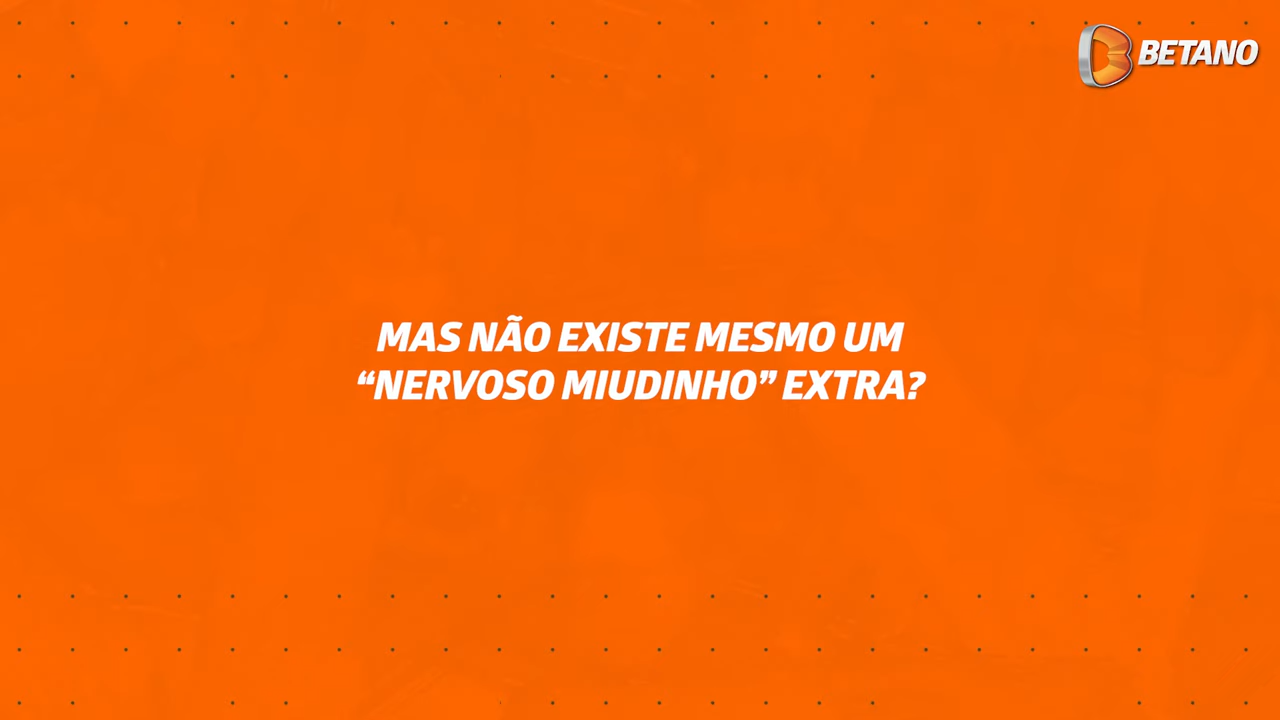 BETANO
MAS NÃO EXISTE MESMO UM
“NERVOSO MIUDINHO” EXTRA?